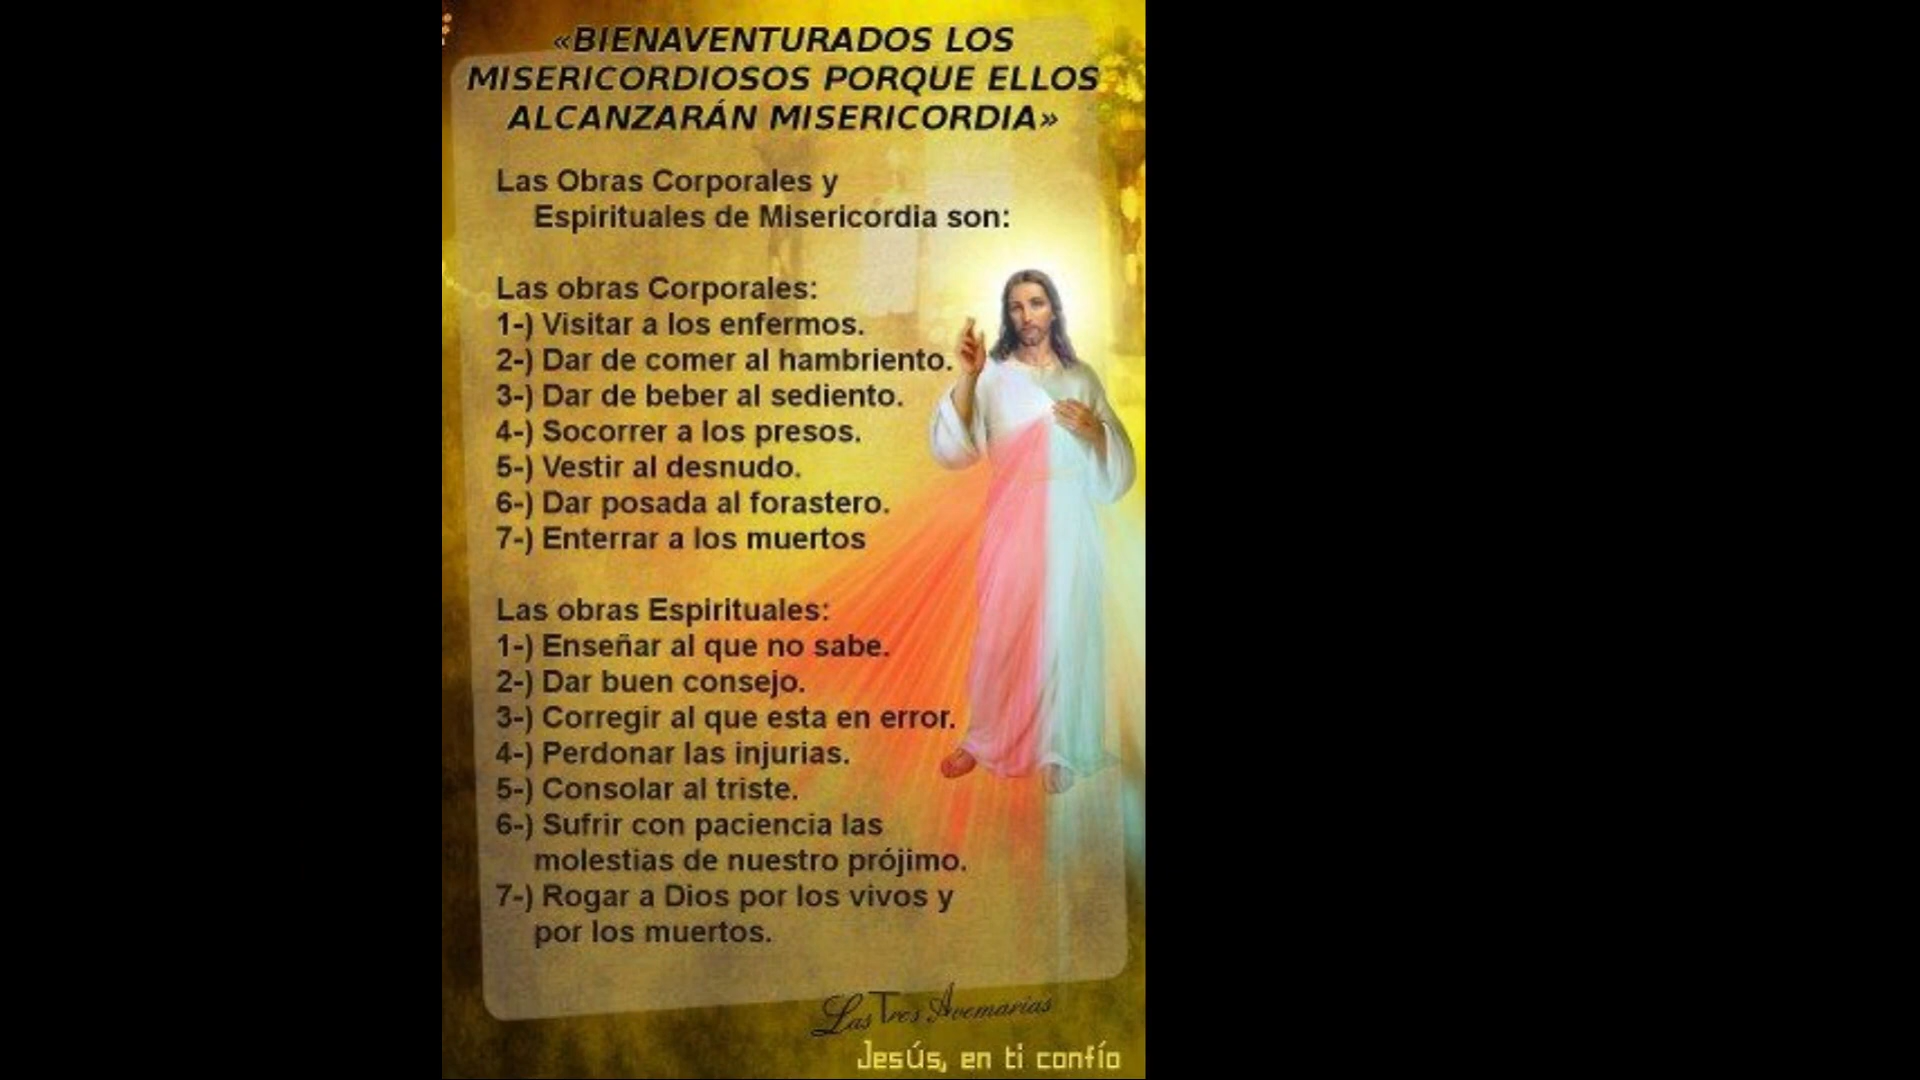 «BIENAVENTURADOS LOS
MISERICORDIOSOS PORQUE ELLOS
ALCANZARÁN MISERICORDIA»
Las Obras Corporales y
Espirituales de Misericordia son:
Las obras Corporales:
1-) Visitar a los enfermos.
2-) Dar de comer al hambriento.
3-) Dar de beber al sediento.
4-) Socorrer a los presos.
5-) Vestir al desnudo.
6-) Dar posada al forastero.
7-) Enterrar a los muertos
Las obras Espirituales:
1-) Enseñar al que no sabe.
2-) Dar buen consejo.
3-) Corregir al que esta en error.
4-) Perdonar las injurias.
5-) Consolar al triste.
6-) Sufrir con paciencia las
molestias de nuestro prójimo.
7-) Rogar a Dios por los vivos y
por los muertos.
Las Tres Avemarías
Jesús, en ti confío